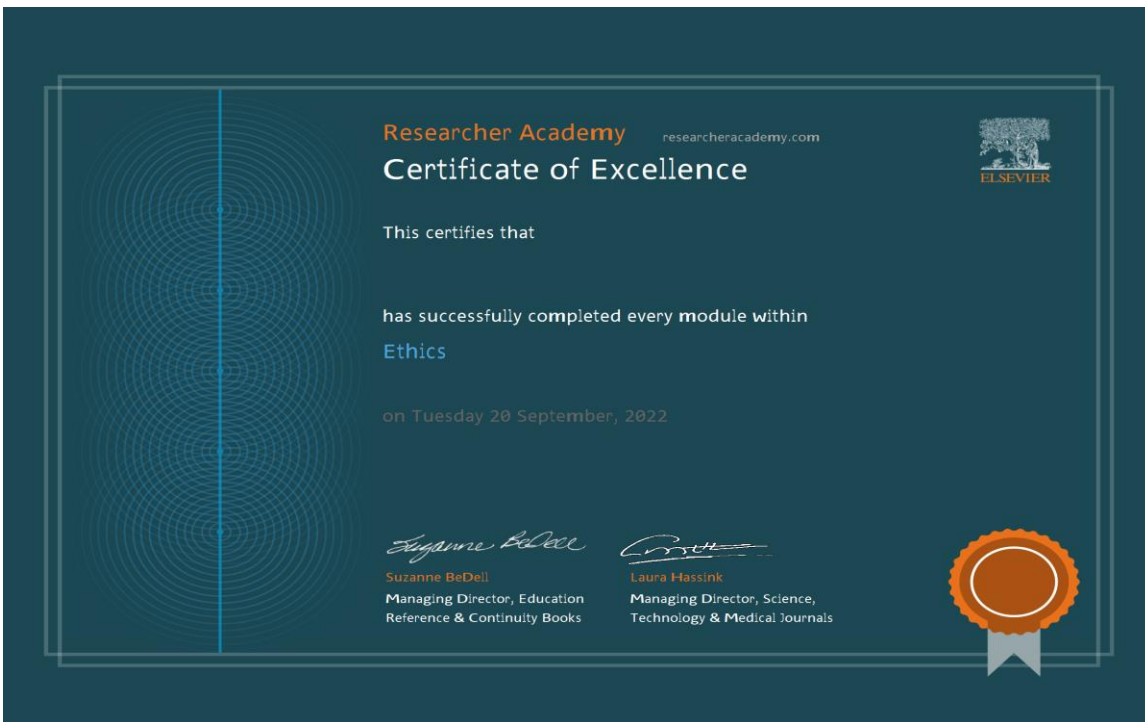 Researcher Academy researcheracademy.com
Certificate of Excellence
ELSEVIER
This certifies that
has successfully completed every module within
Ethics
on Tuesday 20 September, 2022
Suzanne BeDell
Suzanne BeDell
Managing Director, Education
Reference & Continuity Books
Laura Hassink
Managing Director, Science,
Technology & Medical Journals